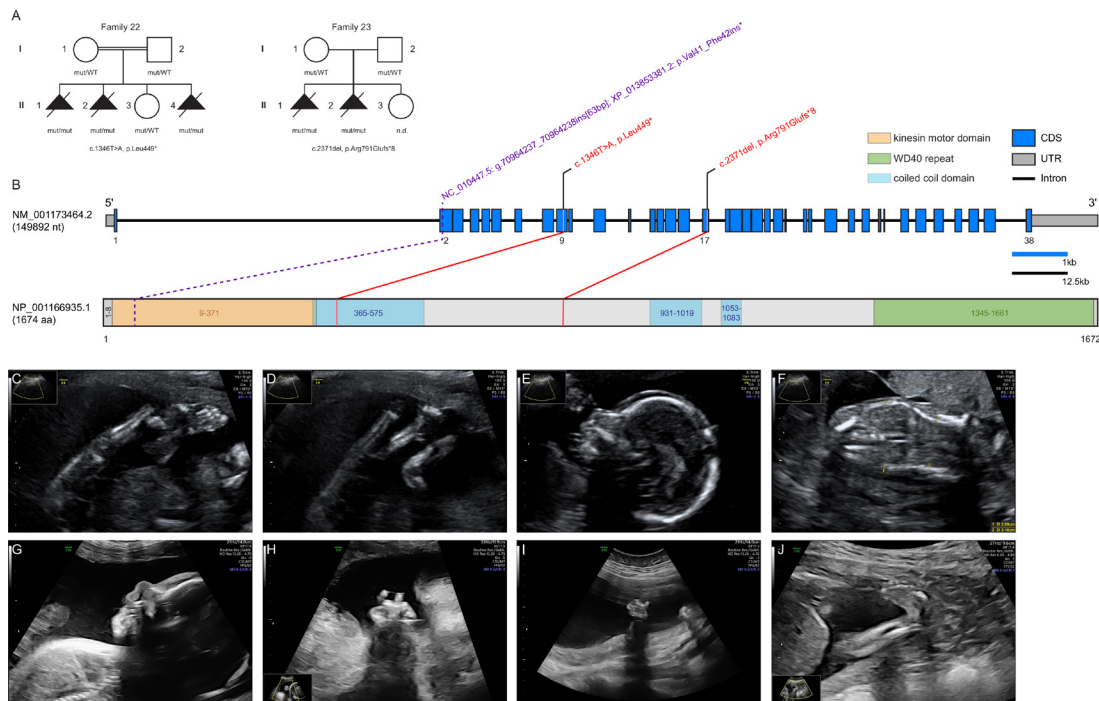 A
Family 22
Family 23
I
1
2
I
1
2
mut/WT
mut/WT
mut/WT
mut/WT
II
1
2
3
4
II
1
2
3
mut/mut
mut/mut
mut/WT
mut/mut
mut/mut
mut/mut
n.d.
c.1346T>A, p.Leu449*
c.2371del, p.Arg791Glufs*8
NC_010447.5: g.70964237_70964238ins[63bp]; XP_013853381.2: p.Val41_Phe42ins*
c.1346T>A, p.Leu449*
c.2371del, p.Arg791Glufs*8
kinesin motor domain
CDS
WD40 repeat
UTR
coiled coil domain
Intron
B
5'
3'
NM_001173464.2
(149892 nt)
1
2
9
17
38
1kb
12.5kb
NP_001166935.1
(1674 aa)
1-8
9-371
365-575
931-1019
1053-
1083
1345-1661
1
1672
C
D
E
F
G
H
I
J